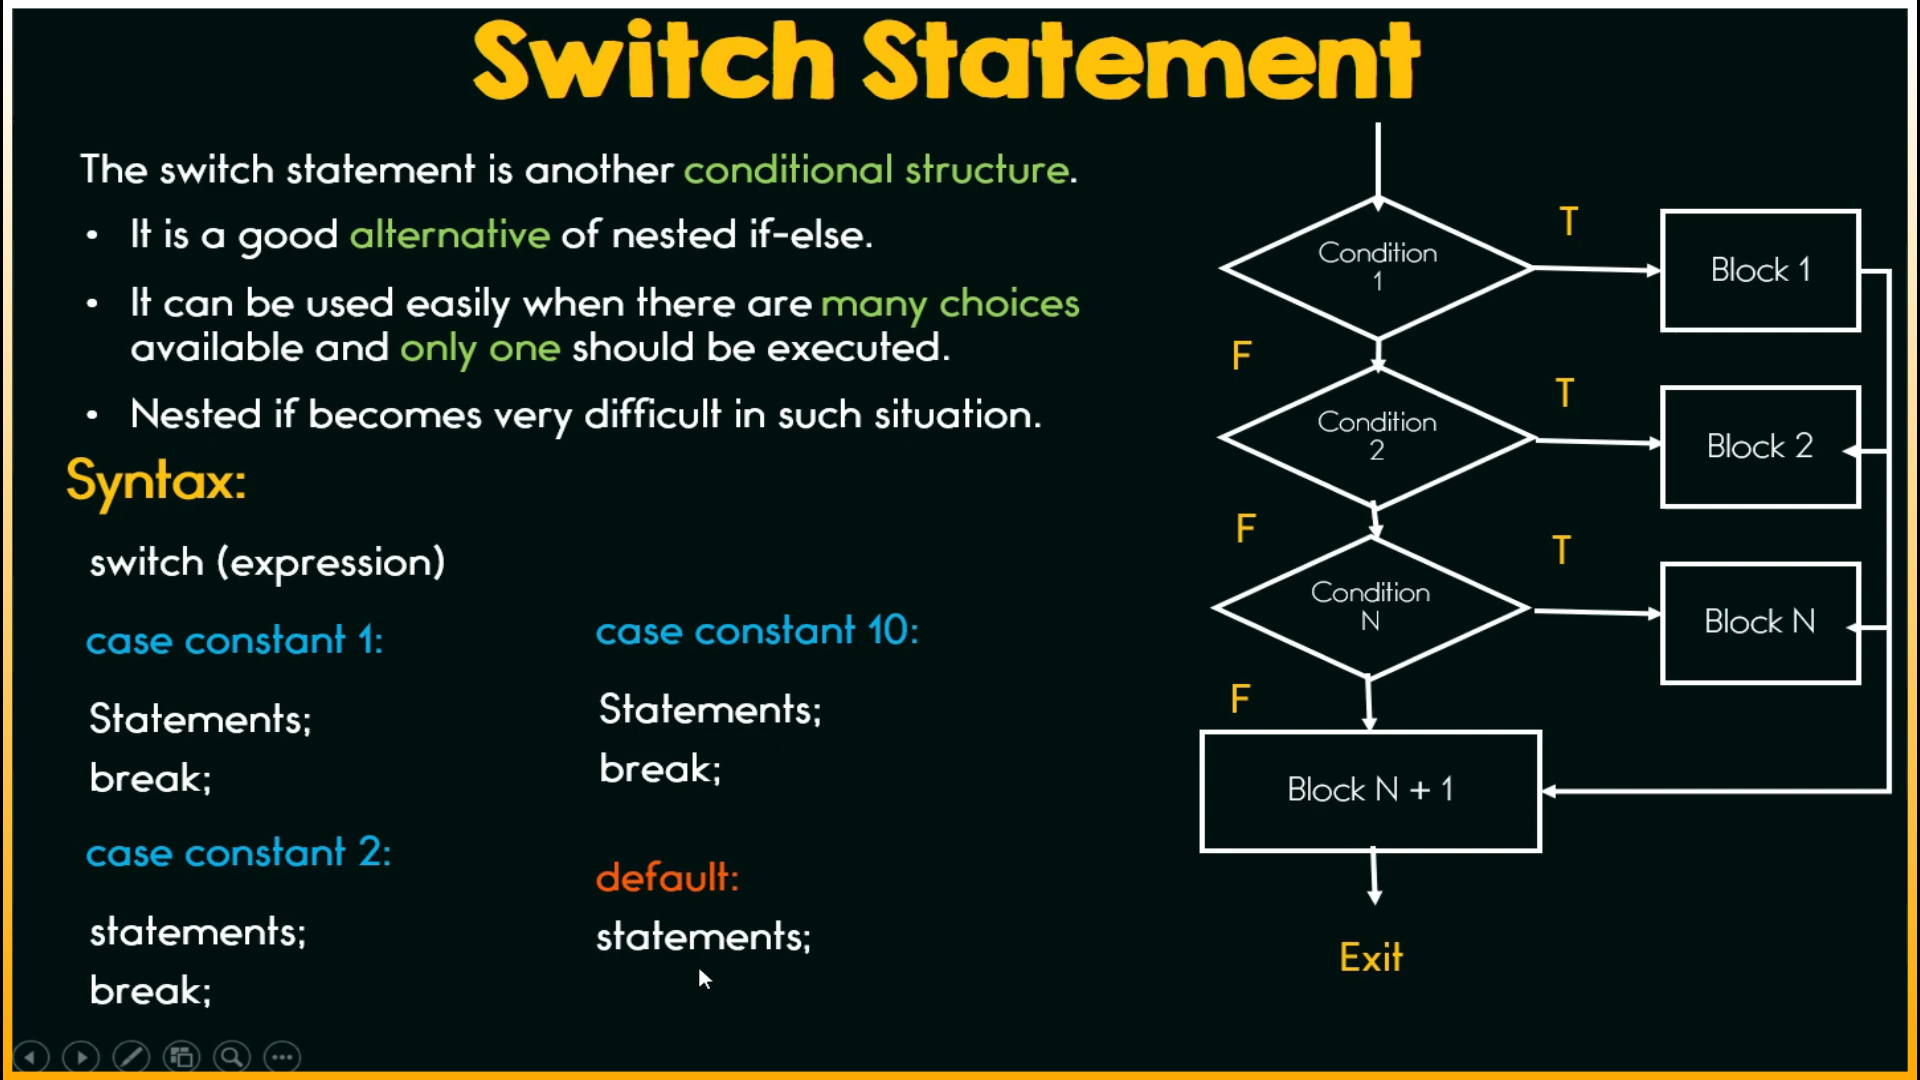 Switch Statement
The switch statement is another conditional structure.
• It is a good alternative of nested if-else.
• It can be used easily when there are many choices
available and only one should be executed.
• Nested if becomes very difficult in such situation.
Syntax:
switch (expression)
case constant 1:
Statements;
break;
case constant 2:
statements;
break;
case constant 10:
Statements;
break;
default:
statements;
Condition
1
T
Block 1
F
Condition
2
T
Block 2
F
Condition
N
T
Block N
F
Block N + 1
Exit